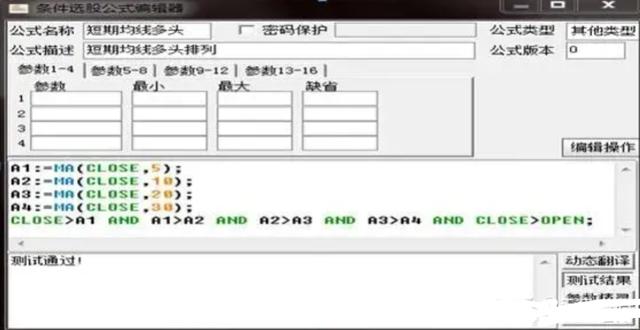 条件选股公式编辑器
公式名称 短期均线多头 密码保护 公式类型 其他类型
公式描述 短期均线多头排列 公式版本 0
参数1-4 参数5-8 参数9-12 参数13-16
参数 最小 最大 缺省
1
2
3
4
编辑操作
A1:=MA(CLOSE,5);
A2:=MA(CLOSE,10);
A3:=MA(CLOSE,20);
A4:=MA(CLOSE,30);
CLOSE>A1 AND A1>A2 AND A2>A3 AND A3>A4 AND CLOSE>OPEN;
测试通过!
动态翻译
测试结果